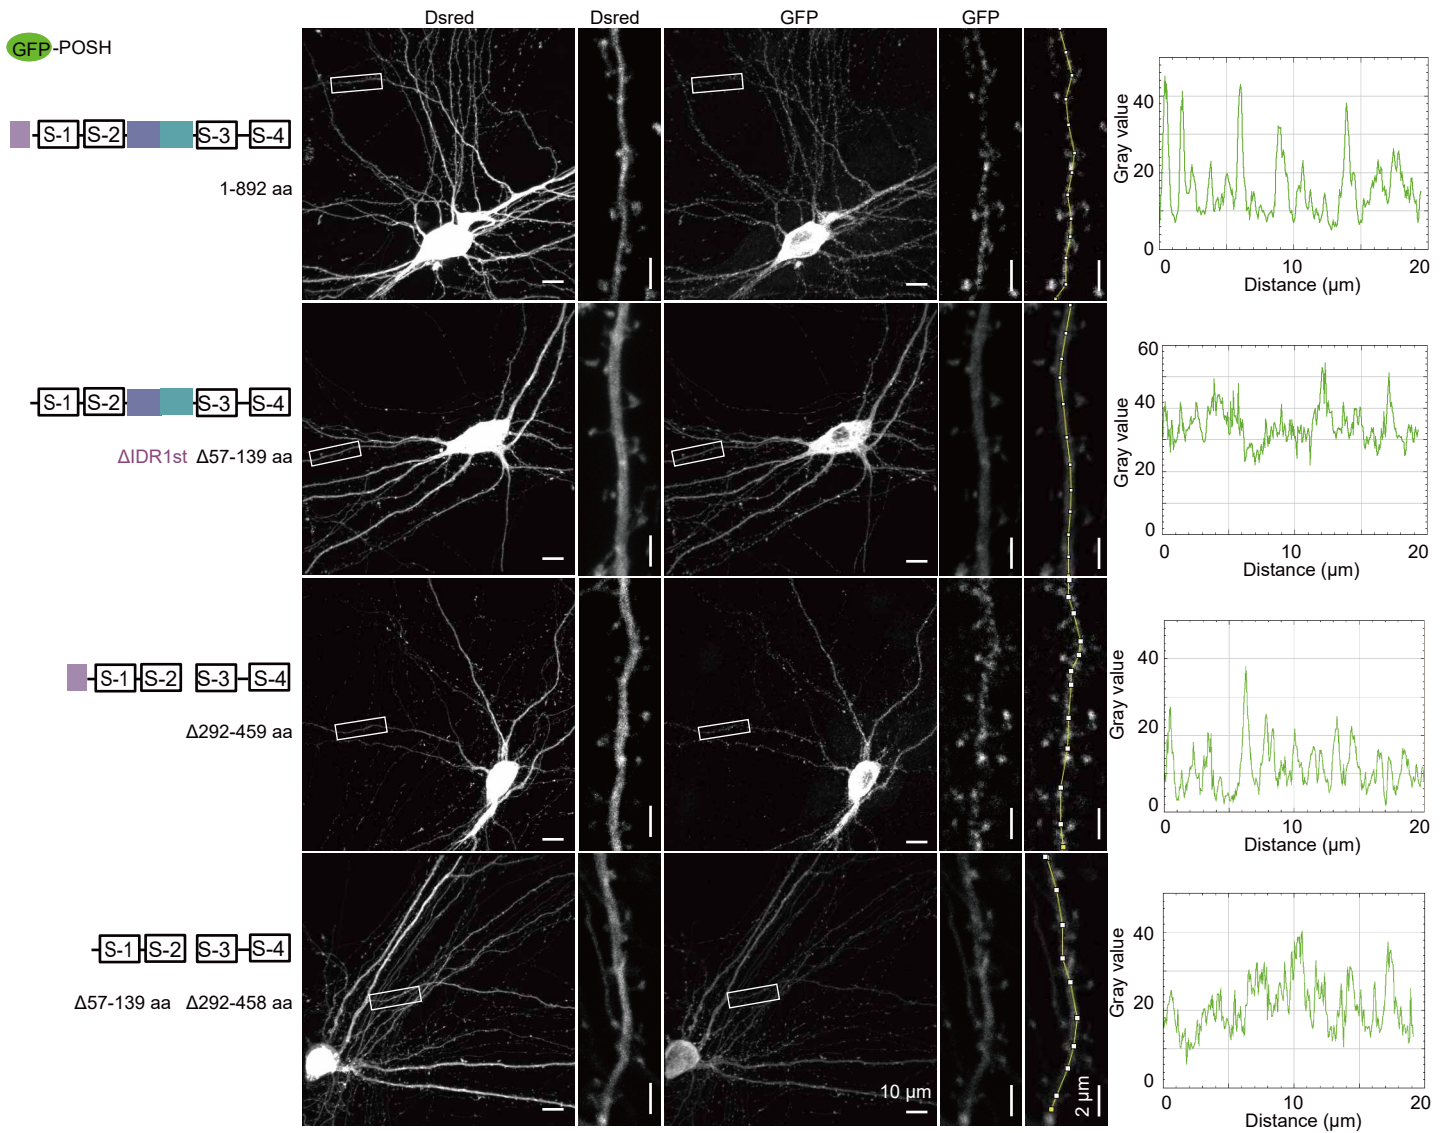 Dsred Dsred GFP GFP
GFP-POSH
S-1 S-2 S-3 S-4
1-892 aa
Gray value
40
20
0
0 10 20
Distance (µm)
S-1 S-2 S-3 S-4
ΔIDR1st Δ57-139 aa
Gray value
60
40
20
0
0 10 20
Distance (µm)
S-1 S-2 S-3 S-4
Δ292-459 aa
Gray value
40
20
0
0 10 20
Distance (µm)
S-1 S-2 S-3 S-4
Δ57-139 aa Δ292-458 aa
10 µm
2 µm
Gray value
40
20
0
0 10 20
Distance (µm)